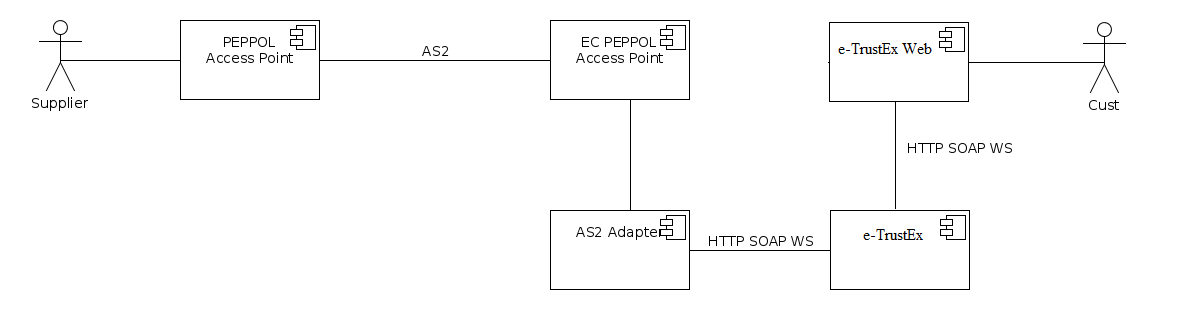 PEPPOL
Access Point
AS2
EC PEPPOL
Access Point
e-TrustEx Web
Supplier
Cust
HTTP SOAP WS
AS2 Adapter
HTTP SOAP WS
e-TrustEx